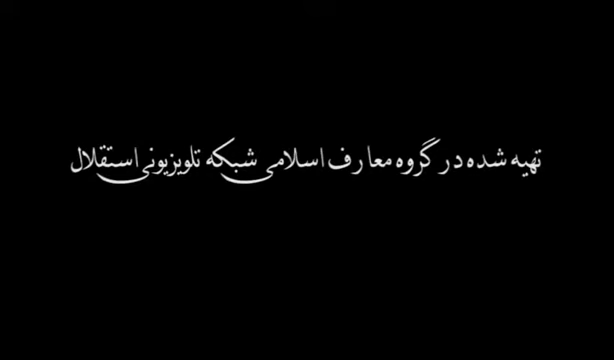 تهیه شده در گروه معارف اسلامی شبکه تلویزیونی استقلال